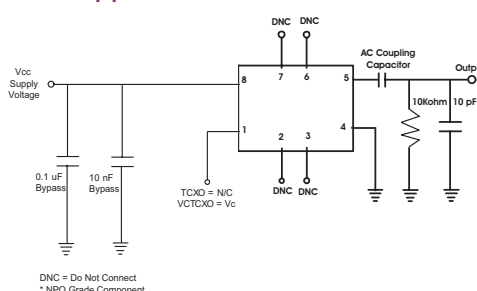 DNC DNC
Vcc
Supply
Voltage
AC Coupling
Capacitor
Outp
8
7
6
5
1
2
3
4
10Kohm
10 pF
0.1 uF
Bypass
10 nF
Bypass
TCXO = N/C
VCTCXO = Vc
DNC DNC
DNC = Do Not Connect
* NPO Grade Component